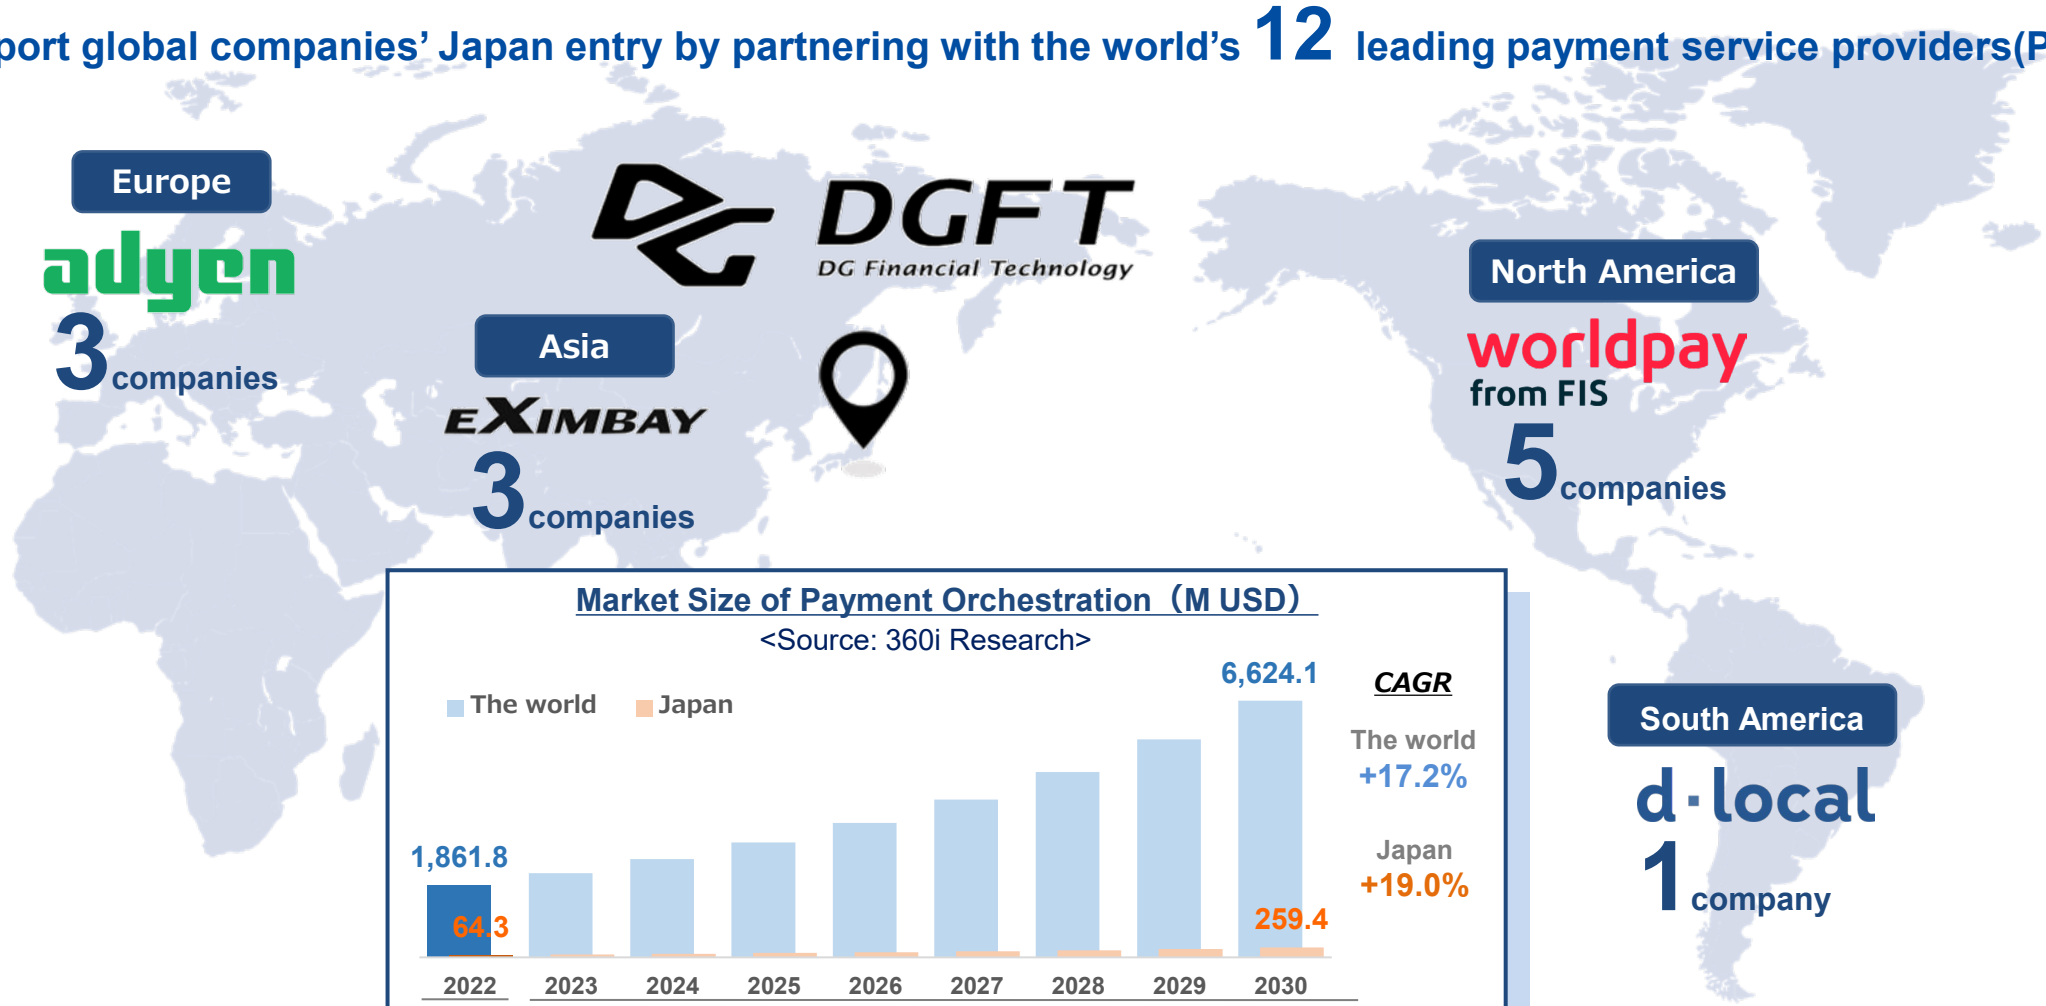 port global companies’ Japan entry by partnering with the world’s 12 leading payment service providers(P
Europe
adyen
3 companies
DG DGFT
DG Financial Technology
Asia
EXIMBAY
3 companies
North America
worldpay
from FIS
5 companies
South America
d·local
1 company
Market Size of Payment Orchestration（M USD）
<Source: 360i Research>
The world
Japan
1,861.8
64.3
6,624.1
259.4
CAGR
The world
+17.2%
Japan
+19.0%
2022 2023 2024 2025 2026 2027 2028 2029 2030